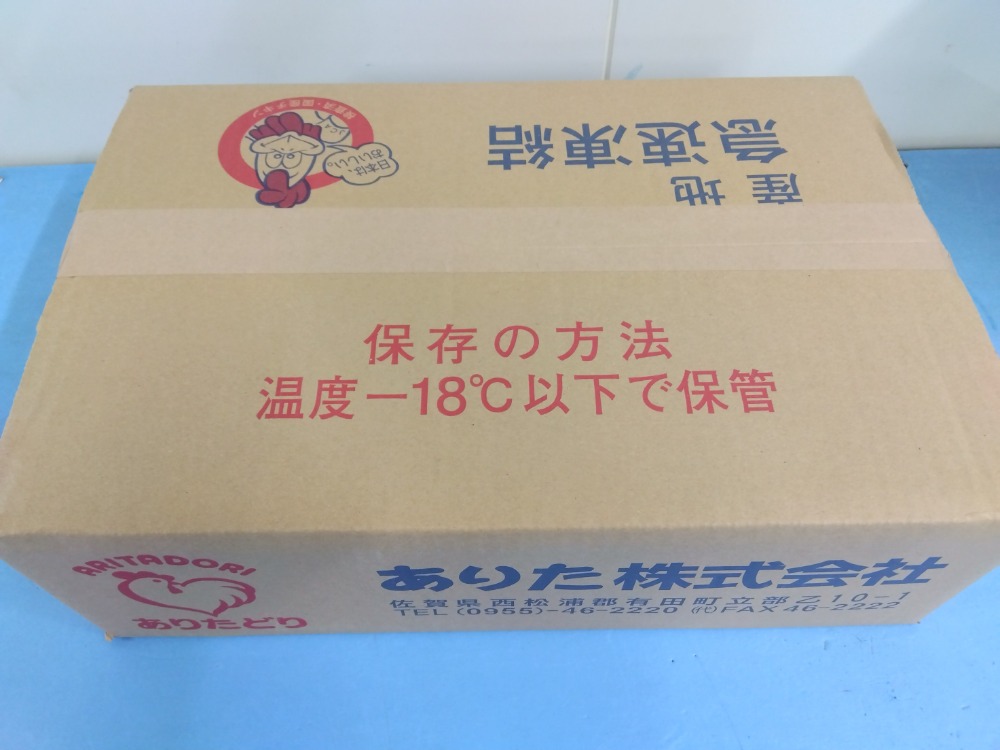 産地
急速凍結
日本は、
おいしい。
保存の方法
温度−18℃以下で保管
ARITADORI
ありたどり
ありた株式会社
佐賀県西松浦郡有田町立部乙10-1
TEL(0955)-46-2220 ㈹FAX46-2222